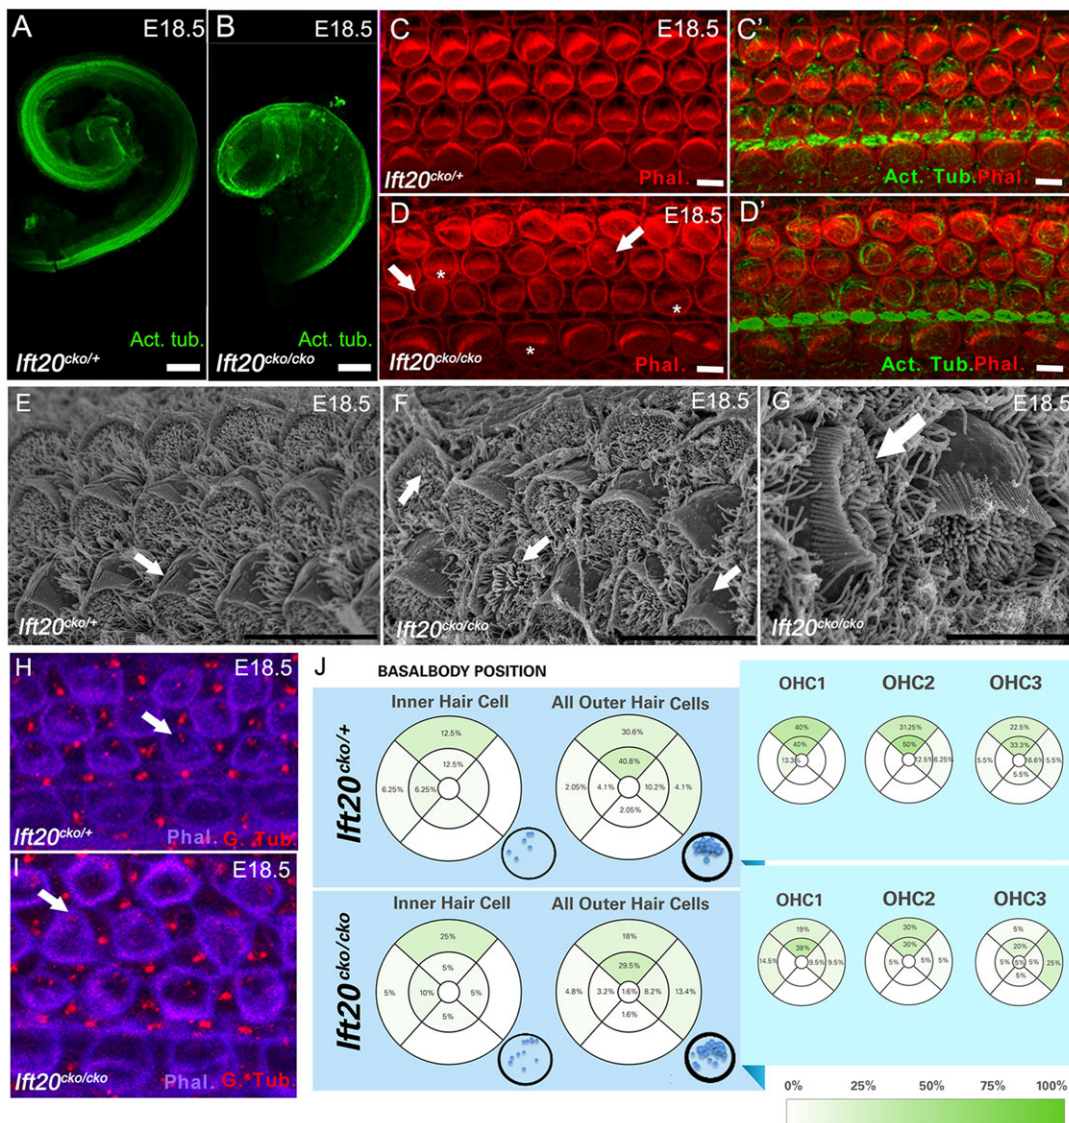 A
E18.5
Act. tub.
Ift20cko/+
B
E18.5
Act. tub.
Ift20cko/cko
C
E18.5
Ift20cko/+
Phal.
C'
Act. Tub.Phal.
D
E18.5
*
*
*
Ift20cko/cko
Phal.
D'
Act. Tub.Phal.
E
E18.5
Ift20cko/+
F
E18.5
Ift20cko/cko
G
E18.5
Ift20cko/cko
H
E18.5
Ift20cko/+
Phal. G. Tub.
I
E18.5
Ift20cko/cko
Phal. G. Tub.
J
BASALBODY POSITION
Ift20cko/+
Inner Hair Cell
12.5%
12.5%
6.25% 6.25%
All Outer Hair Cells
30.6%
40.8%
2.05% 4.1% 10.2% 4.1%
2.05%
OHC1
40%
40%
13.3%
OHC2
31.25%
50%
12.5% 6.25%
OHC3
22.5%
33.3%
5.5% 16.6% 5.5%
5.5%
Ift20cko/cko
Inner Hair Cell
25%
5%
5% 10% 5%
5%
All Outer Hair Cells
18%
29.5%
4.8% 3.2% 1.6% 8.2% 13.4%
1.6%
OHC1
19%
38%
14.5% 9.5% 9.5%
OHC2
30%
30%
5% 5% 5%
OHC3
5%
20%
5% 5% 5% 25%
5%
0% 25% 50% 75% 100%